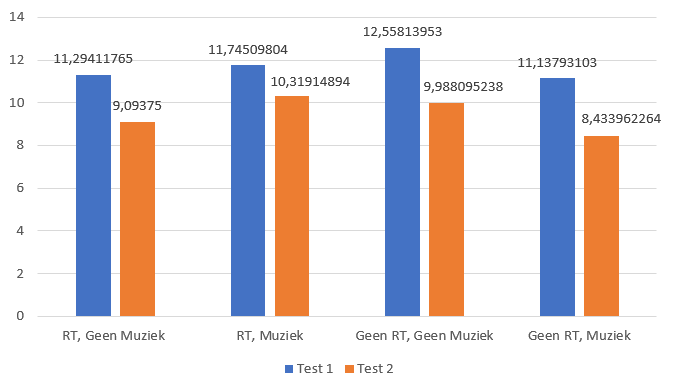 14
12
10
8
6
4
2
0
11,29411765
9,09375
11,74509804
10,31914894
12,55813953
9,988095238
11,13793103
8,433962264
RT, Geen Muziek
RT, Muziek
Geen RT, Geen Muziek
Geen RT, Muziek
Test 1
Test 2